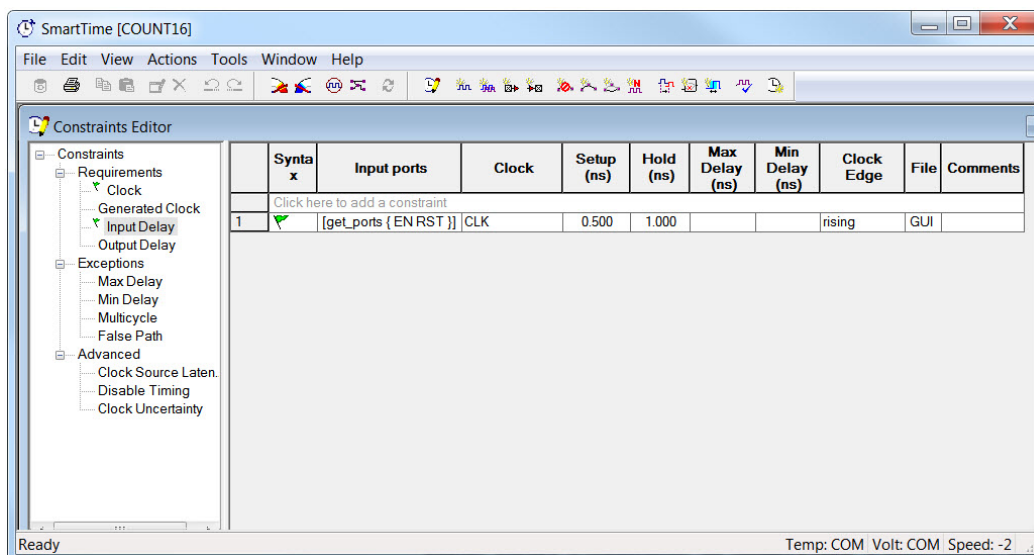 SmartTime [COUNT16]
File Edit View Actions Tools Window Help
Constraints Editor
Constraints
Requirements
Clock
Generated Clock
Input Delay
Output Delay
Exceptions
Max Delay
Min Delay
Multicycle
False Path
Advanced
Clock Source Laten.
Disable Timing
Clock Uncertainty
Synta x Input ports Clock Setup (ns) Hold (ns) Max Delay (ns) Min Delay (ns) Clock Edge File Comments
Click here to add a constraint
1 [get_ports { EN RST }] CLK 0.500 1.000 rising GUI
Ready Temp: COM Volt: COM Speed: -2